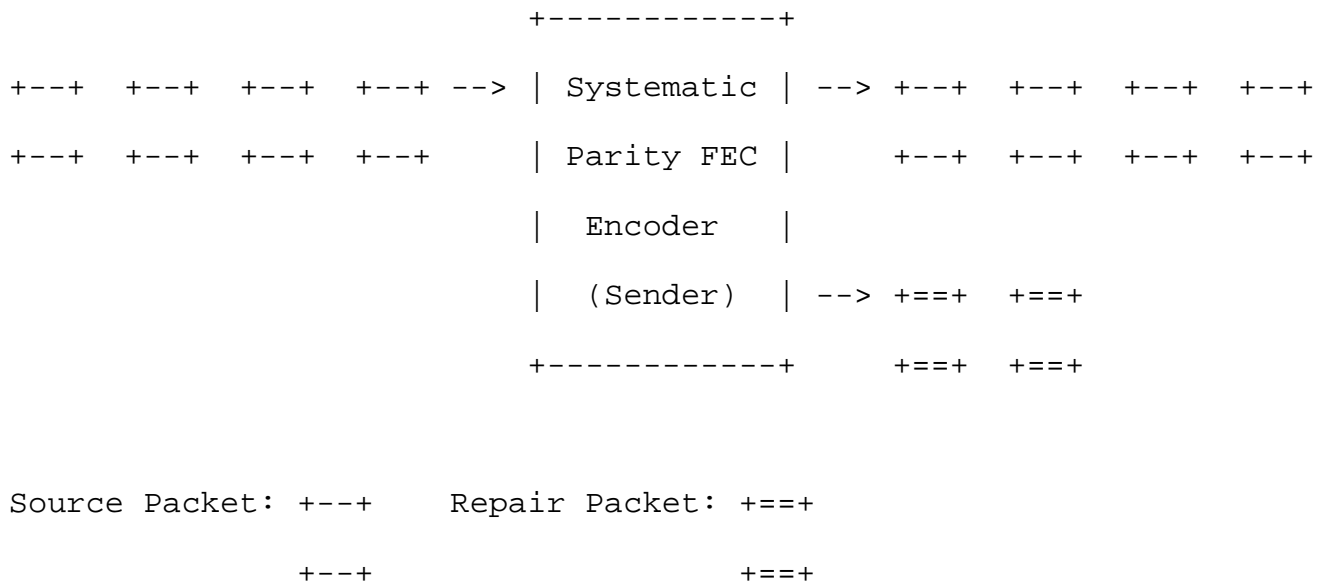 +------------+
+--+ +--+ +--+ +--+ --> | Systematic | --> +--+ +--+ +--+ +--+
+--+ +--+ +--+ +--+ | Parity FEC | +--+ +--+ +--+ +--+
| Encoder |
| (Sender) | --> +==+ +==+
+------------+ +==+ +==+
Source Packet: +--+ Repair Packet: +==+
+--+ +==+